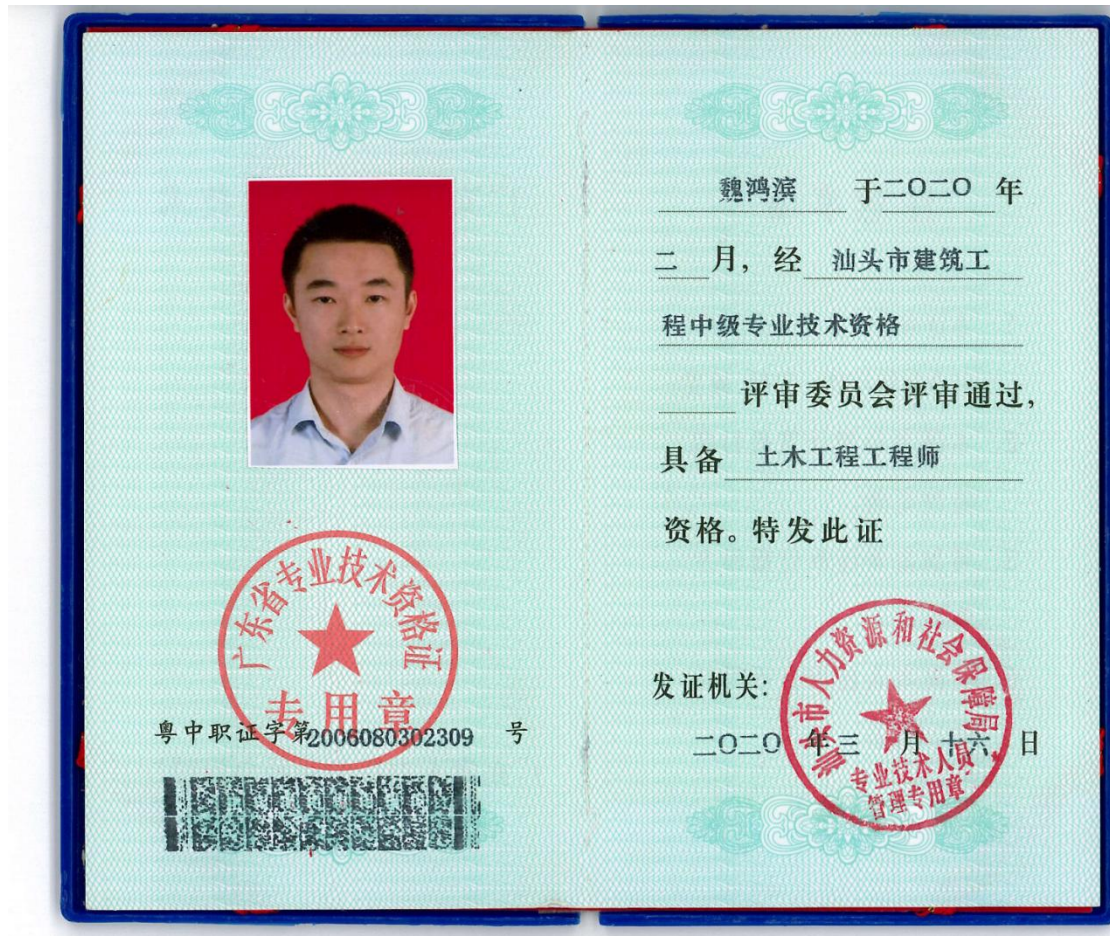 广东省专业技术资格证
专用章
粤中职证字第2006080302309 号
魏鸿滨 于二〇二〇 年
二 月，经 汕头市建筑工
程中级专业技术资格
评审委员会评审通过，
具备 土木工程工程师
资格。特发此证
发证机关：
汕头市人力资源和社会保障局
二〇二〇 年 三 月 十六 日
专业技术人员
管理专用章